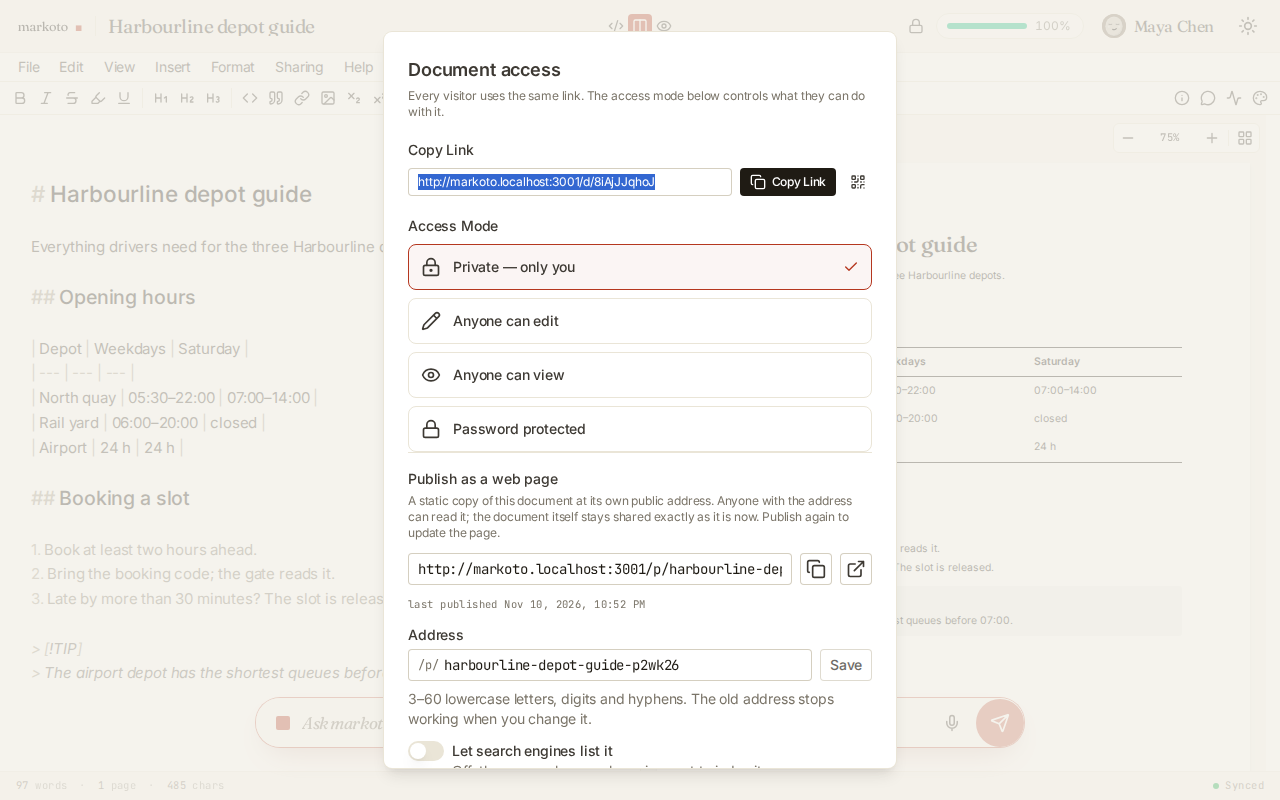 markoto
Harbourline depot guide
100%
Maya Chen
File Edit View Insert Format Sharing Help
H1 H2 H3
75%
# Harbourline depot guide
Everything drivers need for the three Harbourline
## Opening hours
| Depot | Weekdays | Saturday |
| --- | --- | --- |
| North quay | 05:30–22:00 | 07:00–14:00 |
| Rail yard | 06:00–20:00 | closed |
| Airport | 24 h | 24 h |
## Booking a slot
1. Book at least two hours ahead.
2. Bring the booking code; the gate reads it.
3. Late by more than 30 minutes? The slot is
> [!TIP]
> The airport depot has the shortest queues
Ask markoto
Document access
Every visitor uses the same link. The access mode below controls what they can do
with it.
Copy Link
http://markoto.localhost:3001/d/8iAjJJqhoJ
Copy Link
Access Mode
Private — only you
Anyone can edit
Anyone can view
Password protected
Publish as a web page
A static copy of this document at its own public address. Anyone with the address
can read it; the document itself stays shared exactly as it is now. Publish again to
update the page.
http://markoto.localhost:3001/p/harbourline-dep
last published Nov 10, 2026, 10:52 PM
Address
/p/ harbourline-depot-guide-p2wk26
Save
3–60 lowercase letters, digits and hyphens. The old address stops
working when you change it.
Let search engines list it
guide
Harbourline depots.
Saturday
07:00–14:00
closed
24 h
reads it.
The slot is released.
queues before 07:00.
97 words · 1 page · 485 chars
Synced